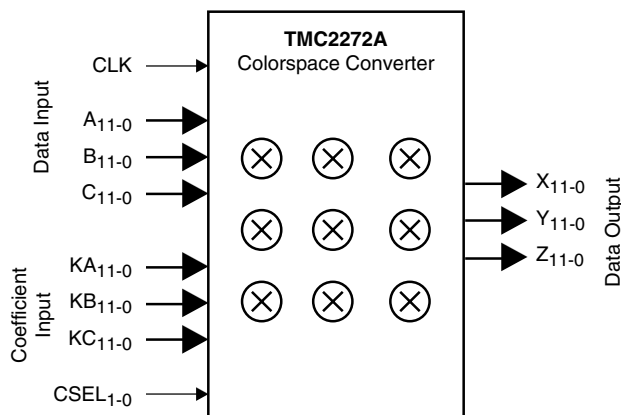 TMC2272A
Colorspace Converter
CLK
Data Input
A11-0
B11-0
C11-0
X11-0
Y11-0
Z11-0
Data Output
Coefficient
Input
KA11-0
KB11-0
KC11-0
CSEL1-0